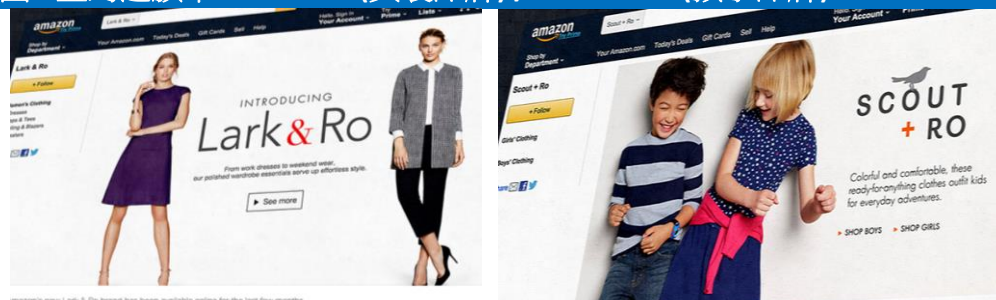 amazon
Lark & Ro
Your Account
Prime
Lists
Shop by
Department
Your Amazon.com Today's Deals Gift Cards Sell Help
Lark & Ro
+ Follow
INTRODUCING
Lark & Ro
From work dresses to weekend wear,
our polished wardrobe essentials serve up effortless style.
See more
amazon
Scout + Ro
Your Account
Prime
Lists
Shop by
Department
Your Amazon.com Today's Deals Gift Cards Sell Help
Scout + Ro
+ Follow
Girls' Clothing
Boys' Clothing
SCOUT
+ RO
Colorful and comfortable, these
ready-for-anything clothes outfit kids
for everyday adventures.
SHOP BOYS SHOP GIRLS